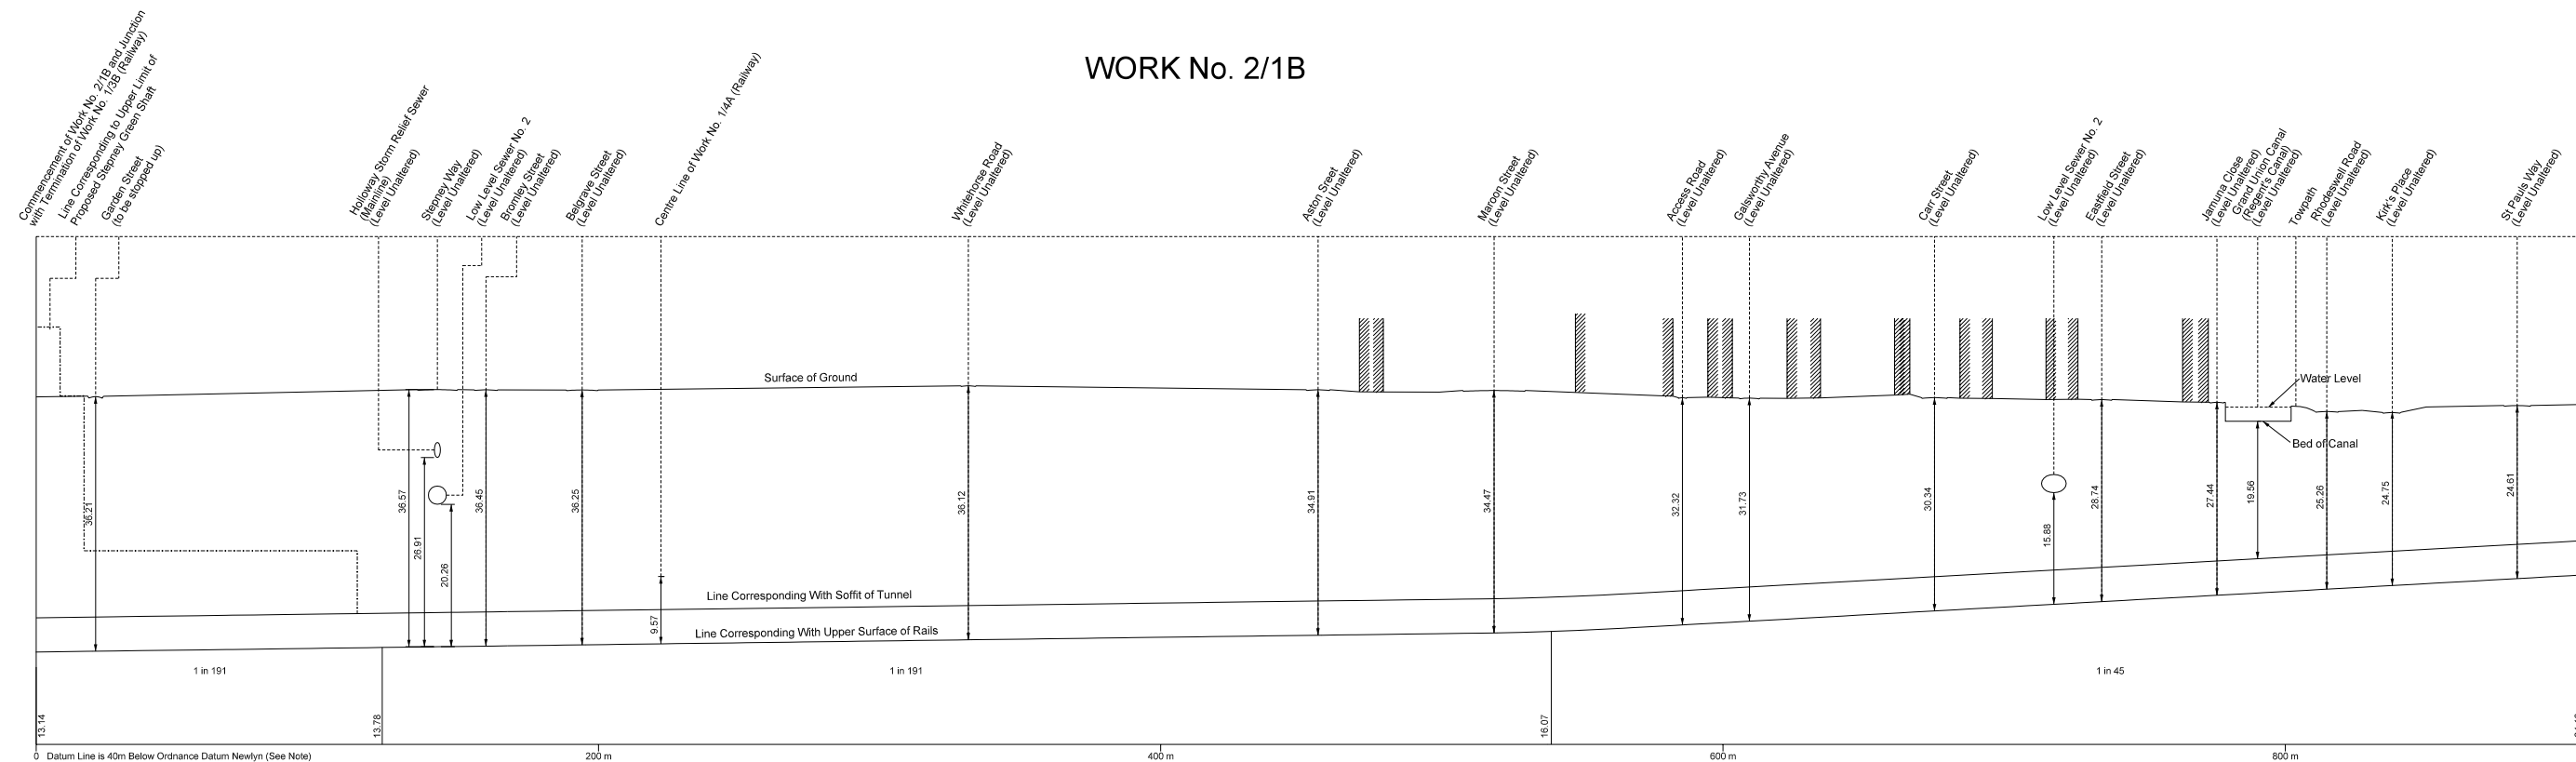 WORK No. 2/1B
Commencement of Work No. 2/1B and Junction
with Termination of Work No. 1/3B (Railway)
Line Corresponding to Upper Limit of
Proposed Stepney Green Shaft
Garden Street
(to be stopped up)
Holloway Storm Relief Sewer
(Mainline)
(Level Unaltered)
Stepney Way
(Level Unaltered)
Low Level Sewer No. 2
(Level Unaltered)
Bromley Street
(Level Unaltered)
Belgrave Street
(Level Unaltered)
Centre Line of Work No. 1/4A (Railway)
Whitehorse Road
(Level Unaltered)
Aston Sreet
(Level Unaltered)
Maroon Street
(Level Unaltered)
Access Road
(Level Unaltered)
Galsworthy Avenue
(Level Unaltered)
Carr Street
(Level Unaltered)
Low Level Sewer No. 2
(Level Unaltered)
Eastfield Street
(Level Unaltered)
Jamuna Close
(Level Unaltered)
Grand Union Canal
(Regent's Canal)
(Level Unaltered)
Towpath
Rhodeswell Road
(Level Unaltered)
Kirk's Place
(Level Unaltered)
St Pauls Way
(Level Unaltered)
Surface of Ground
Water Level
Bed of Canal
36.21
36.57
26.91
20.26
36.45
36.25
9.57
36.12
34.91
34.47
32.32
31.73
30.34
15.88
28.74
27.44
19.56
25.26
24.75
24.61
Line Corresponding With Soffit of Tunnel
Line Corresponding With Upper Surface of Rails
1 in 191
1 in 191
1 in 45
13.14
13.78
16.07
0 Datum Line is 40m Below Ordnance Datum Newlyn (See Note)
200 m
400 m
600 m
800 m